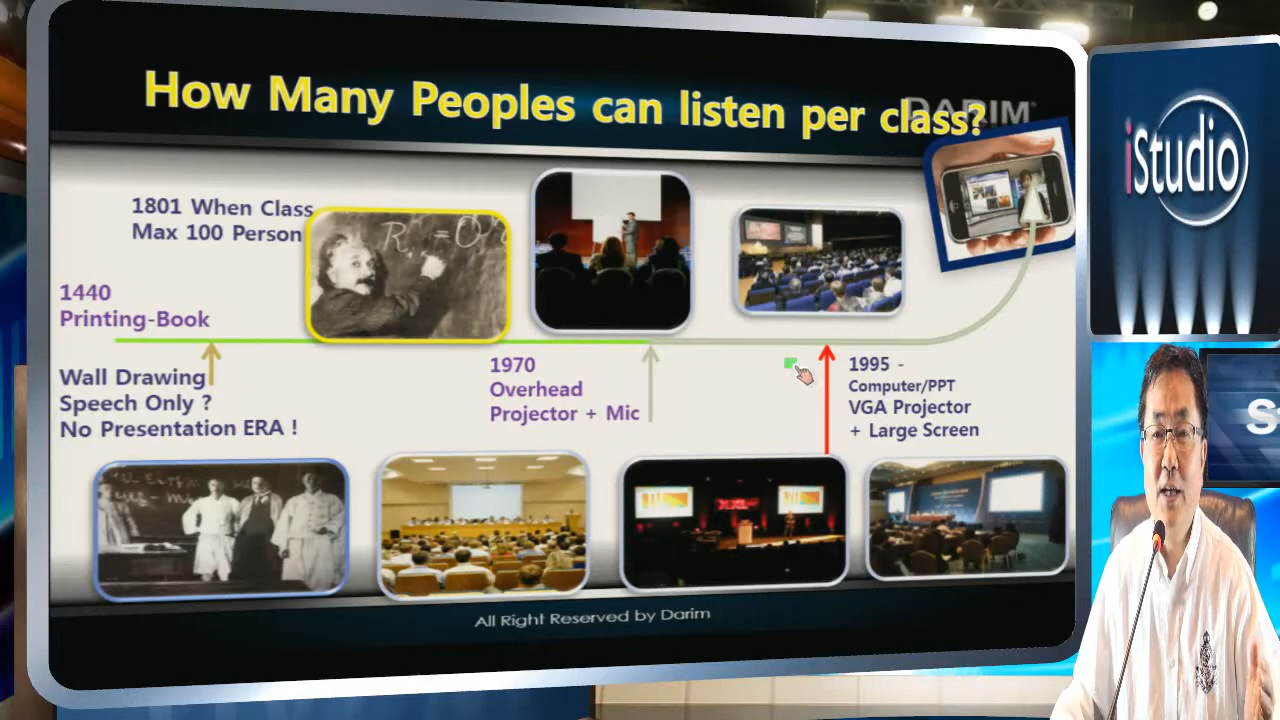 How Many Peoples can listen per class?
DARIM
iStudio
1801 When Class
Max 100 Person
1440
Printing-Book
Wall Drawing
Speech Only ?
No Presentation ERA !
1970
Overhead
Projector + Mic
1995 -
Computer/PPT
VGA Projector
+ Large Screen
All Right Reserved by Darim
S